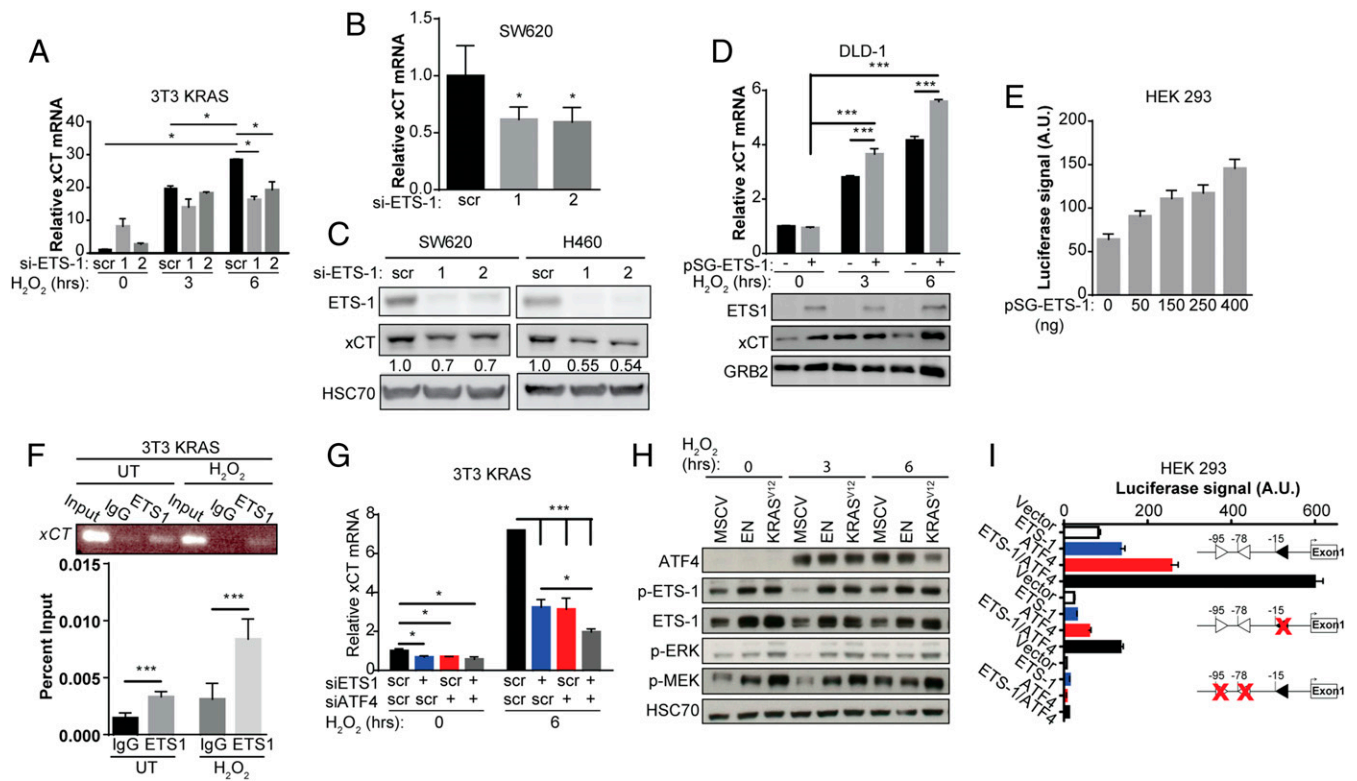 A
3T3 KRAS
Relative xCT mRNA
40
30
20
10
0
* * * *
si-ETS-1: scr 1 2 scr 1 2 scr 1 2
H2O2 (hrs): 0 3 6
B
SW620
Relative xCT mRNA
1.5
1.0
0.5
0.0
* *
si-ETS-1: scr 1 2
C
SW620 H460
si-ETS-1: scr 1 2 scr 1 2
ETS-1
xCT
1.0 0.7 0.7 1.0 0.55 0.54
HSC70
D
DLD-1
Relative xCT mRNA
6
4
2
0
*** *** *** ***
pSG-ETS-1: - + - + - +
H2O2 (hrs): 0 3 6
ETS1
xCT
GRB2
E
HEK 293
Luciferase signal (A.U.)
200
150
100
50
0
pSG-ETS-1: 0 50 150 250 400
(ng)
F
3T3 KRAS
UT H2O2
Input IgG ETS1 Input IgG ETS1
xCT
Percent Input
0.015
0.010
0.005
0.000
*** ***
IgG ETS1 IgG ETS1
UT H2O2
G
3T3 KRAS
Relative xCT mRNA
8
6
4
2
0
* * * *** *
siETS1 scr + scr + scr + scr +
siATF4 scr scr + + scr scr + +
H2O2 (hrs): 0 6
H
H2O2
(hrs): 0 3 6
MSCV EN KRASV12 MSCV EN KRASV12 MSCV EN KRASV12
ATF4
p-ETS-1
ETS-1
p-ERK
p-MEK
HSC70
I
HEK 293
Luciferase signal (A.U.)
0 200 400 600
Vector
ETS-1
ATF4
ETS-1/ATF4
-95 -78 -15 Exon1
Vector
ETS-1
ATF4
ETS-1/ATF4
-95 -78 -15 X Exon1
Vector
ETS-1
ATF4
ETS-1/ATF4
-95 -78 -15 X X Exon1